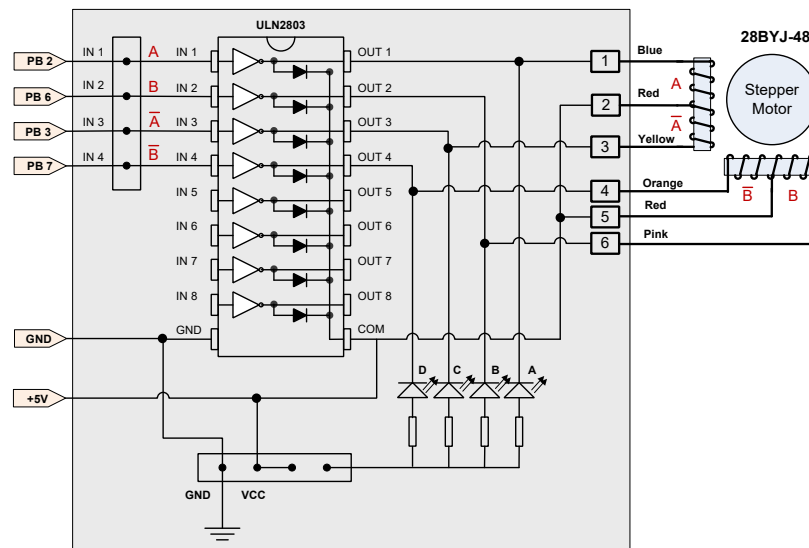 ULN2803
28BYJ-48
PB 2 IN 1 A IN 1 OUT 1 1 Blue
PB 6 IN 2 B IN 2 OUT 2 2 Red A
PB 3 IN 3 A̅ IN 3 OUT 3 3 Yellow A̅
Stepper
Motor
PB 7 IN 4 B̅ IN 4 OUT 4 4 Orange
IN 5 OUT 5 5 Red B̅ B
IN 6 OUT 6 6 Pink
IN 7 OUT 7
IN 8 OUT 8
GND GND COM
D C B A
+5V
GND VCC